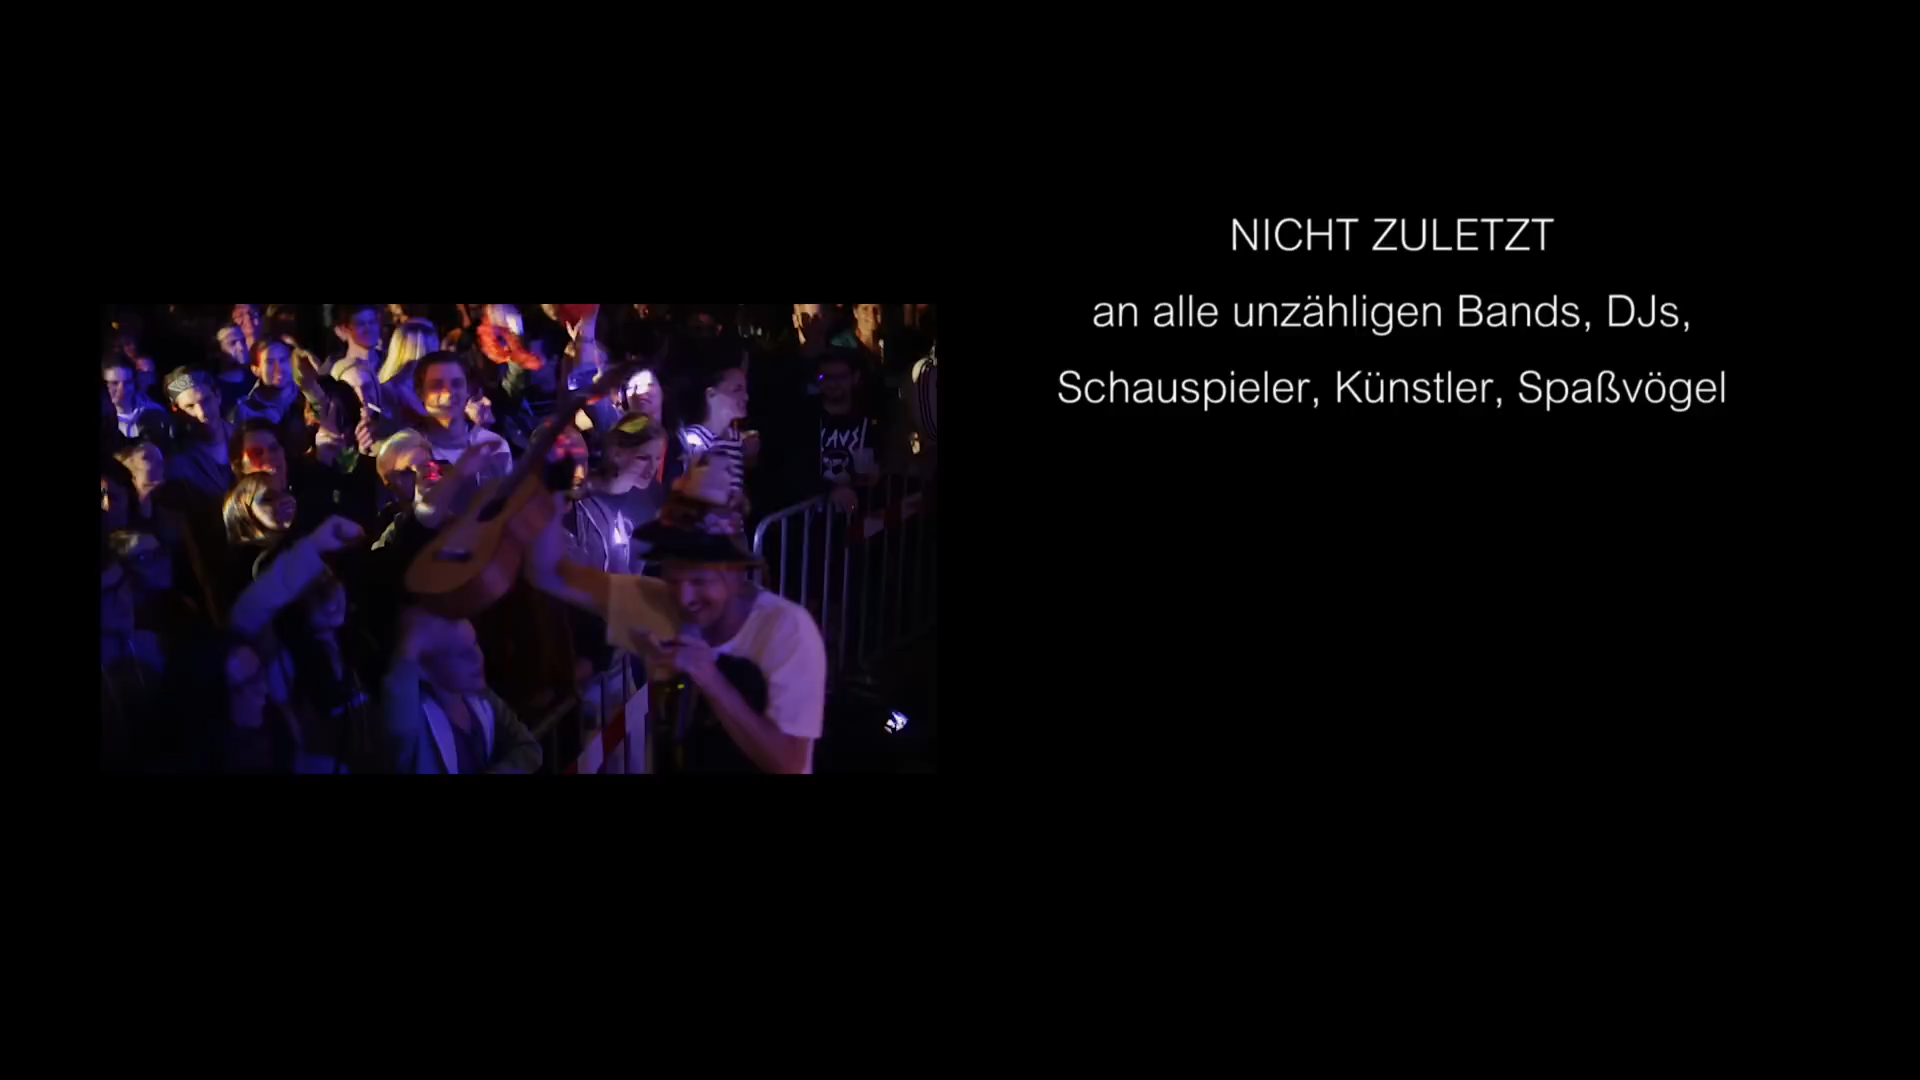 NICHT ZULETZT
an alle unzähligen Bands, DJs,
Schauspieler, Künstler, Spaßvögel